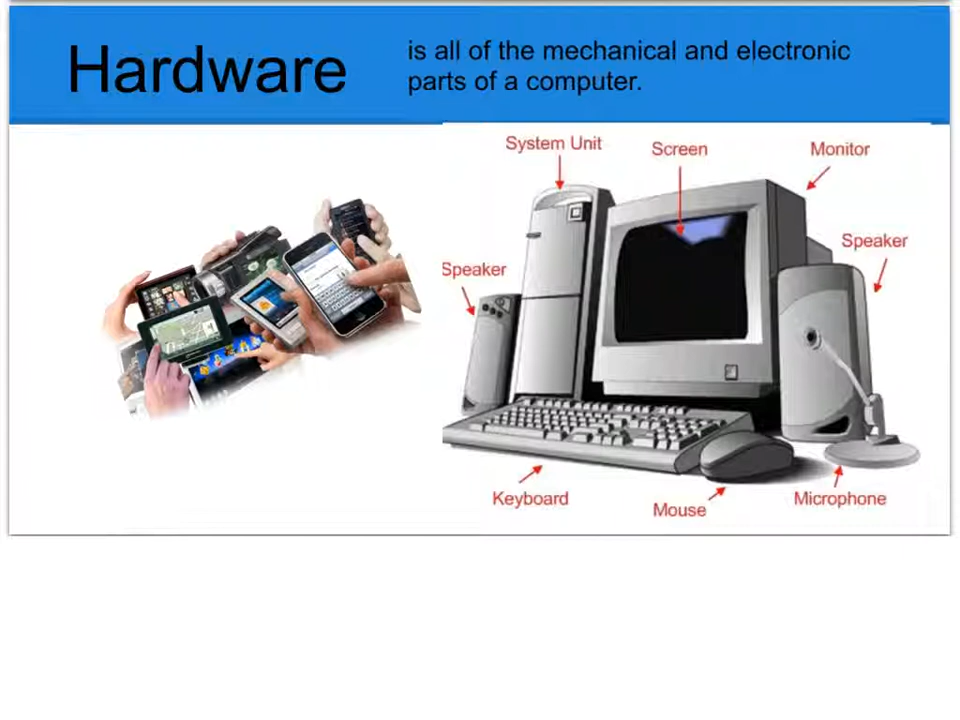 Hardware
is all of the mechanical and electronic
parts of a computer.
System Unit
Screen
Monitor
Speaker
Speaker
Keyboard
Mouse
Microphone